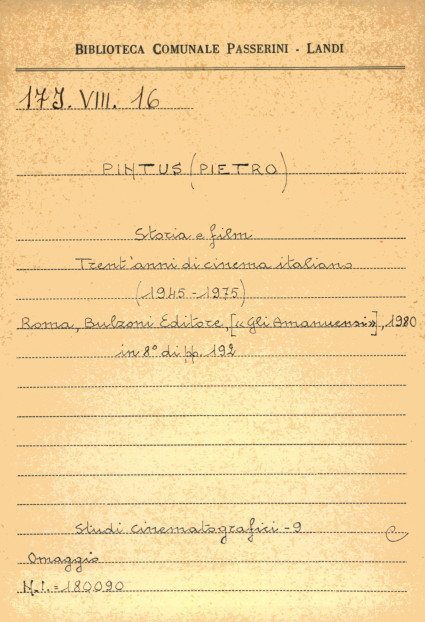 BIBLIOTECA COMUNALE PASSERINI - LANDI
17J. VIII. 16
PINTUS (PIETRO)
Storia e film
Trent'anni di cinema italiano
(1945-1975)
Roma, Bulzoni Editore, [«Gli Amanuensi»], 1980
in 8° di pp. 192
Studi Cinematografici - 9
C
Omaggio
N.I. = 180090